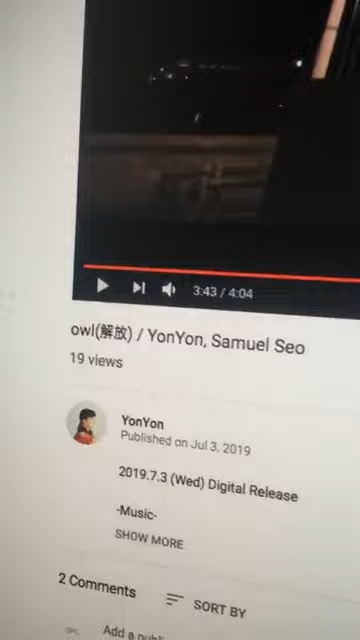 3:43 / 4:04
owl(解放) / YonYon, Samuel Seo
19 views
YonYon
Published on Jul 3, 2019
2019.7.3 (Wed) Digital Release
-Music-
SHOW MORE
2 Comments
SORT BY
Add a